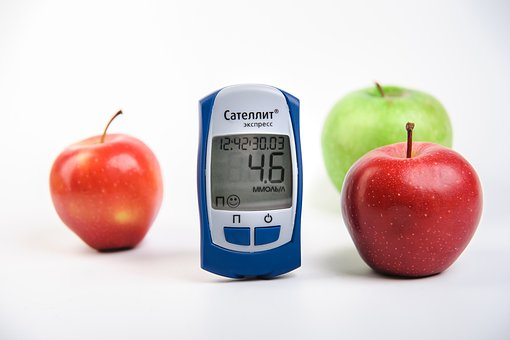 Сателлит®
экспресс
12:42:30.03
4.6
ММОЛЬ/Л
П
П